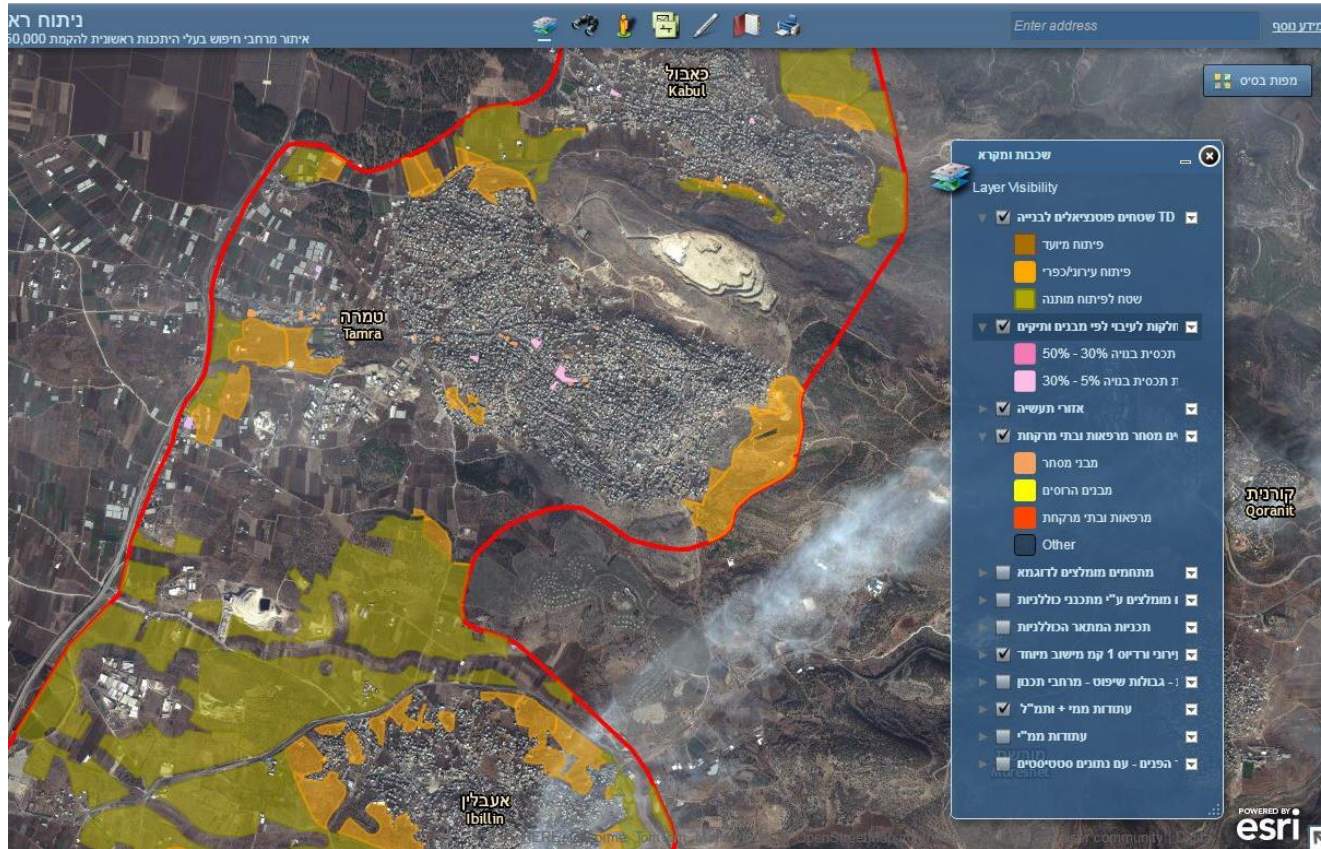 ניתוח רא
איתור מרחבי חיפוש בעלי היתכנות ראשונית להקמת 50,000
Enter address
מידע נוסף
מפות בסיס
כאבול
Kabul
טמרה
Tamra
אעבלין
Ibillin
קורנית
Qoranit
שכבות ומקרא
Layer Visibility
TD שטחים פוטנציאלים לבנייה
פיתוח מיועד
פיתוח עירוני/כפרי
שטח לפיתוח מותנה
חלקות לעיבוי לפי מבנים ותיקים
תכסית בנויה 30% - 50%
ת תכסית בנויה 5% - 30%
אזורי תעשיה
ים מסחר מרפאות ובתי מרקחת
מבני מסחר
מבנים הרוסים
מרפאות ובתי מרקחת
Other
מתחמים מומלצים לדוגמא
מומלצים ע"י מתכנני כוללניות
תכניות המתאר הכוללניות
ירוני ורדיוס 1 קמ מישוב מיוחד
- גבולות שיפוט - מרחבי תכנון
עתודות ממי + ותמ"ל
עתודות ממ"י
הפנים - עם נתונים סטטיסטים
POWERED BY
esri